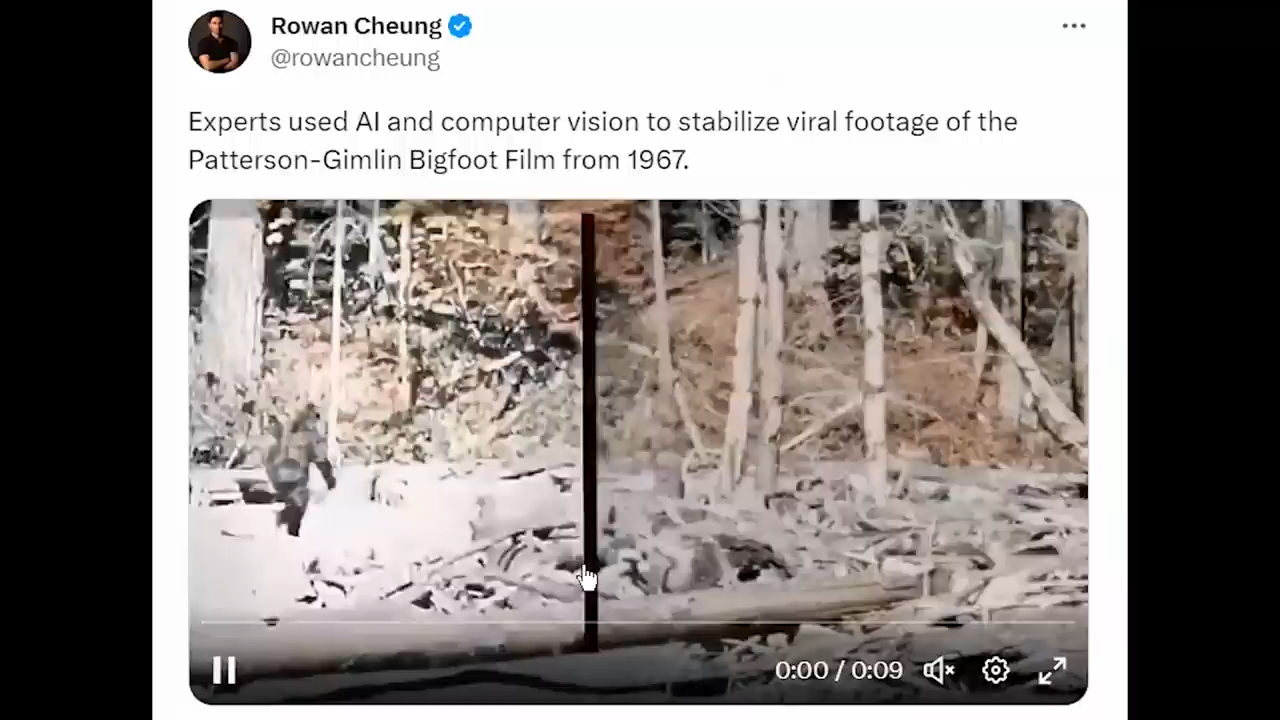 Rowan Cheung
@rowancheung
Experts used AI and computer vision to stabilize viral footage of the
Patterson-Gimlin Bigfoot Film from 1967.
0:00 / 0:09